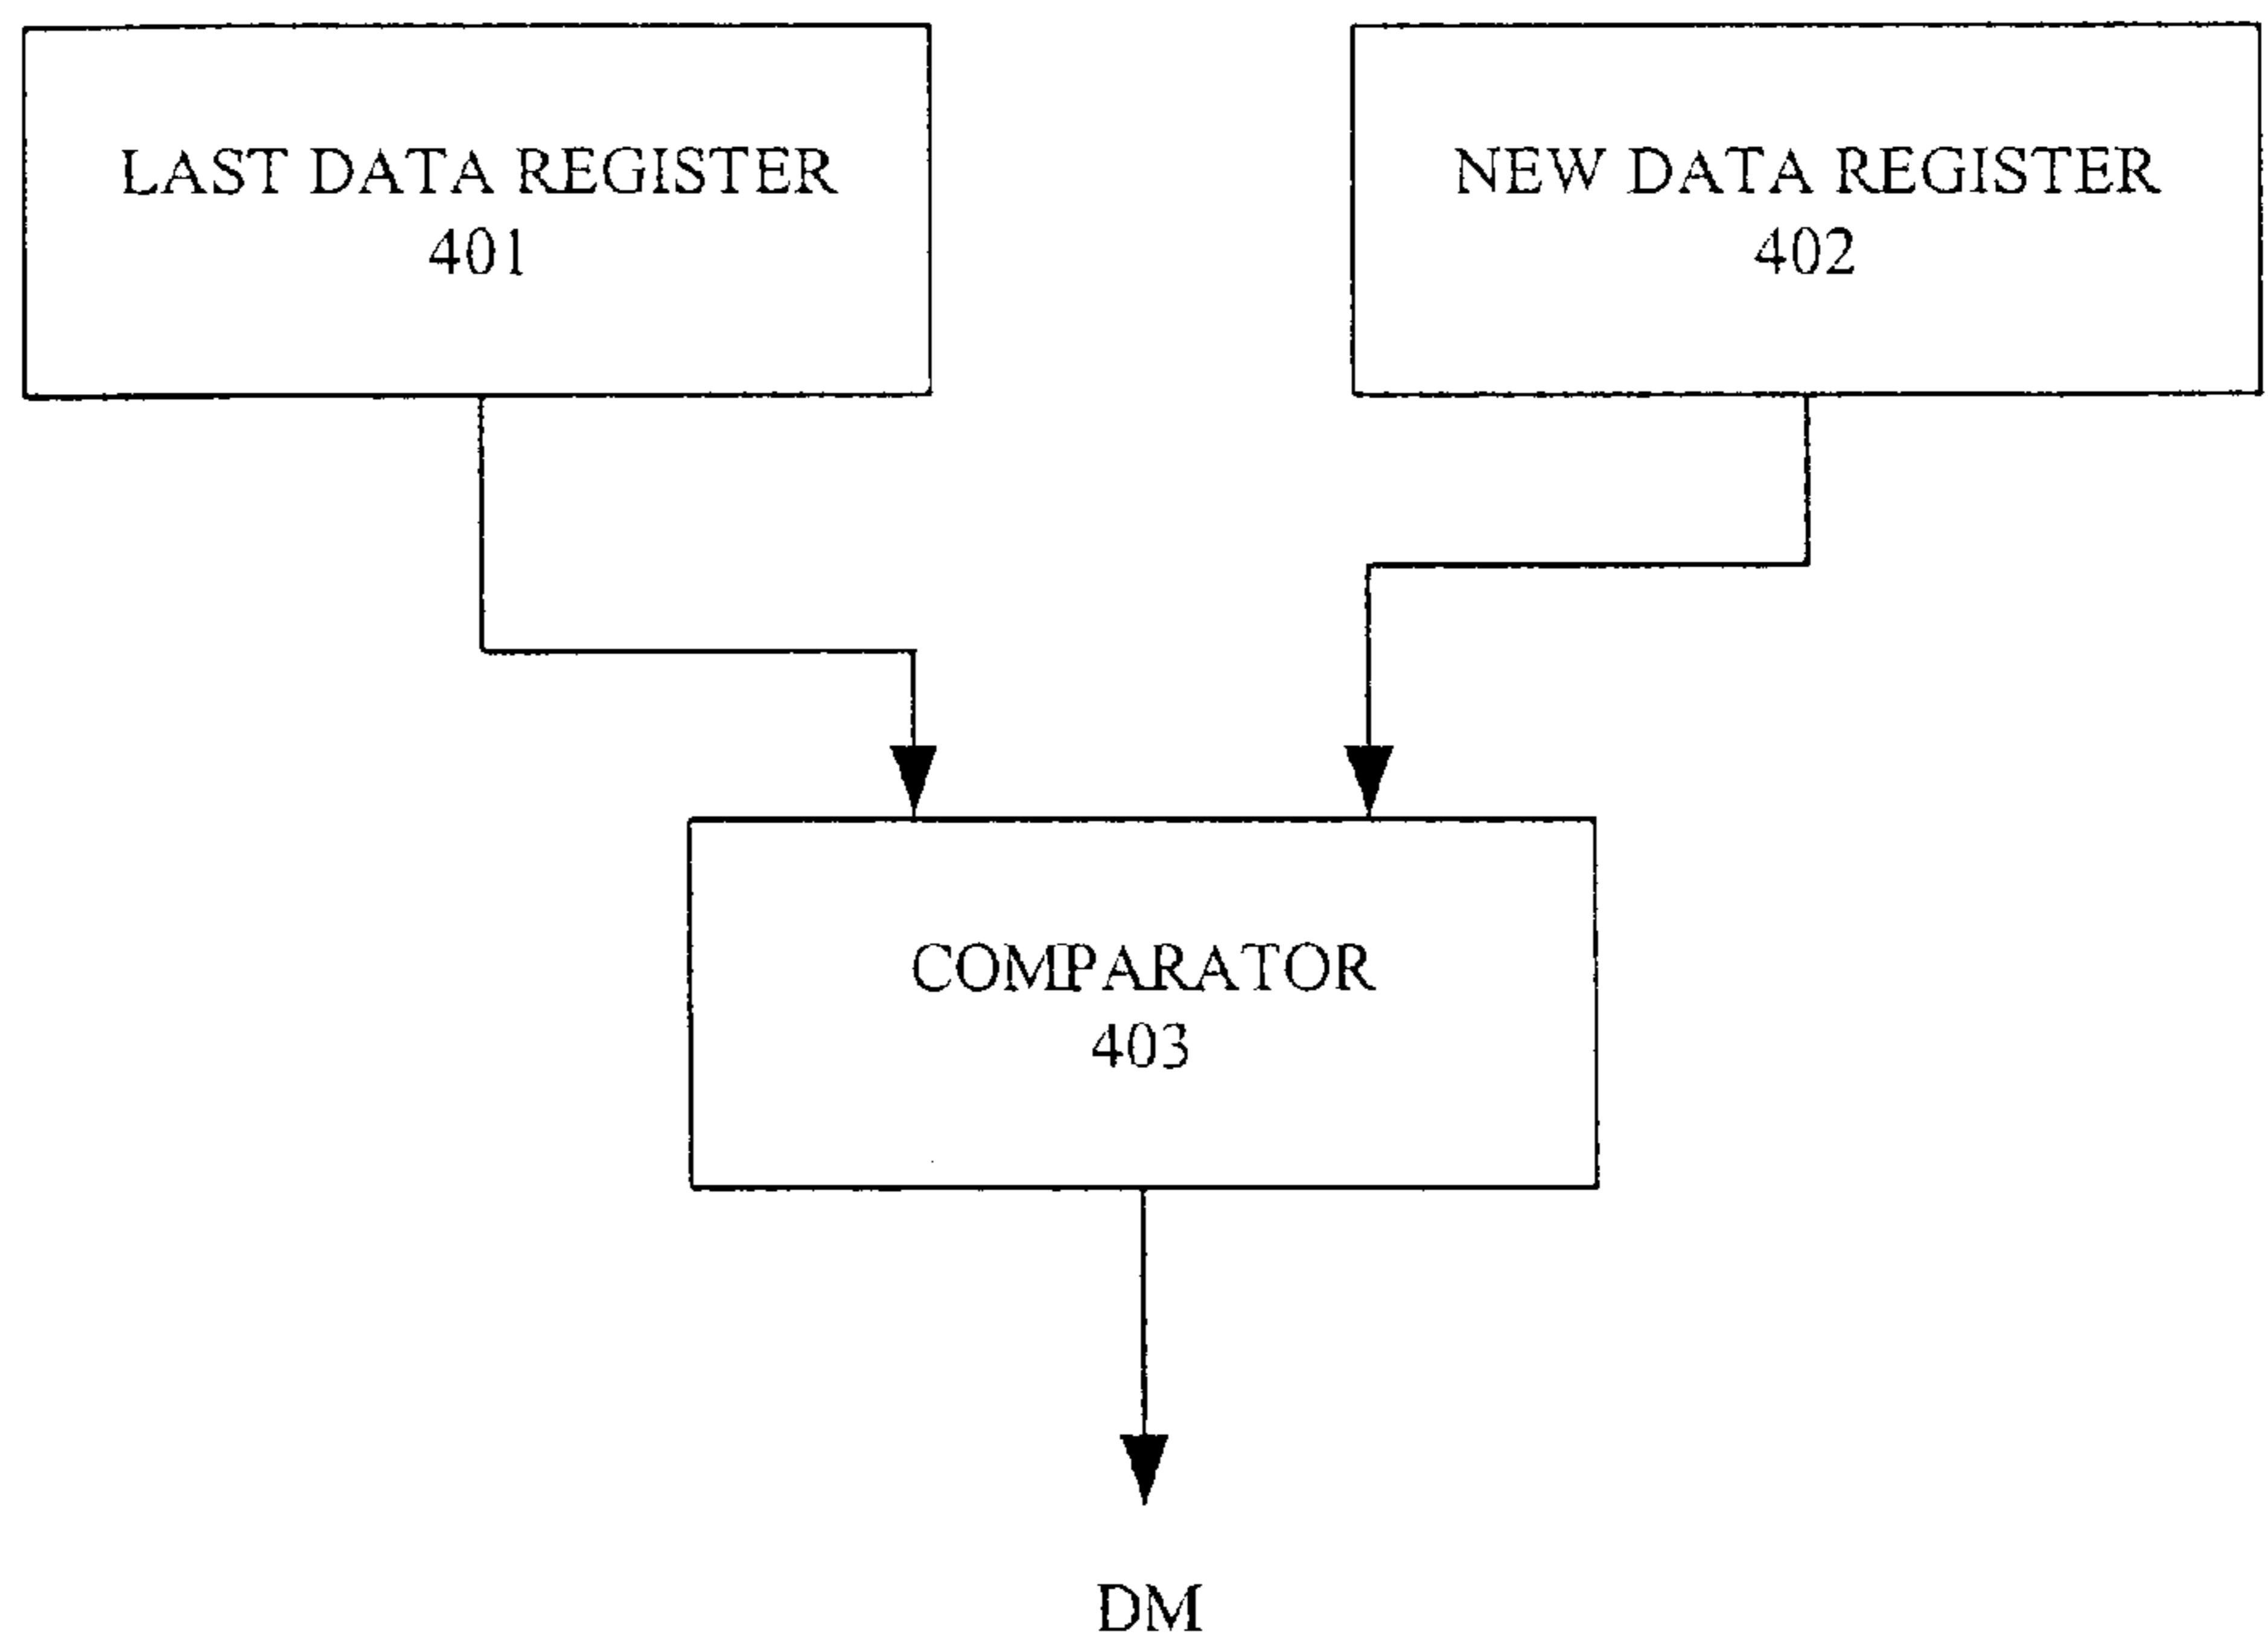 LAST DATA REGISTER
401
NEW DATA REGISTER
402
COMPARATOR
403
DM